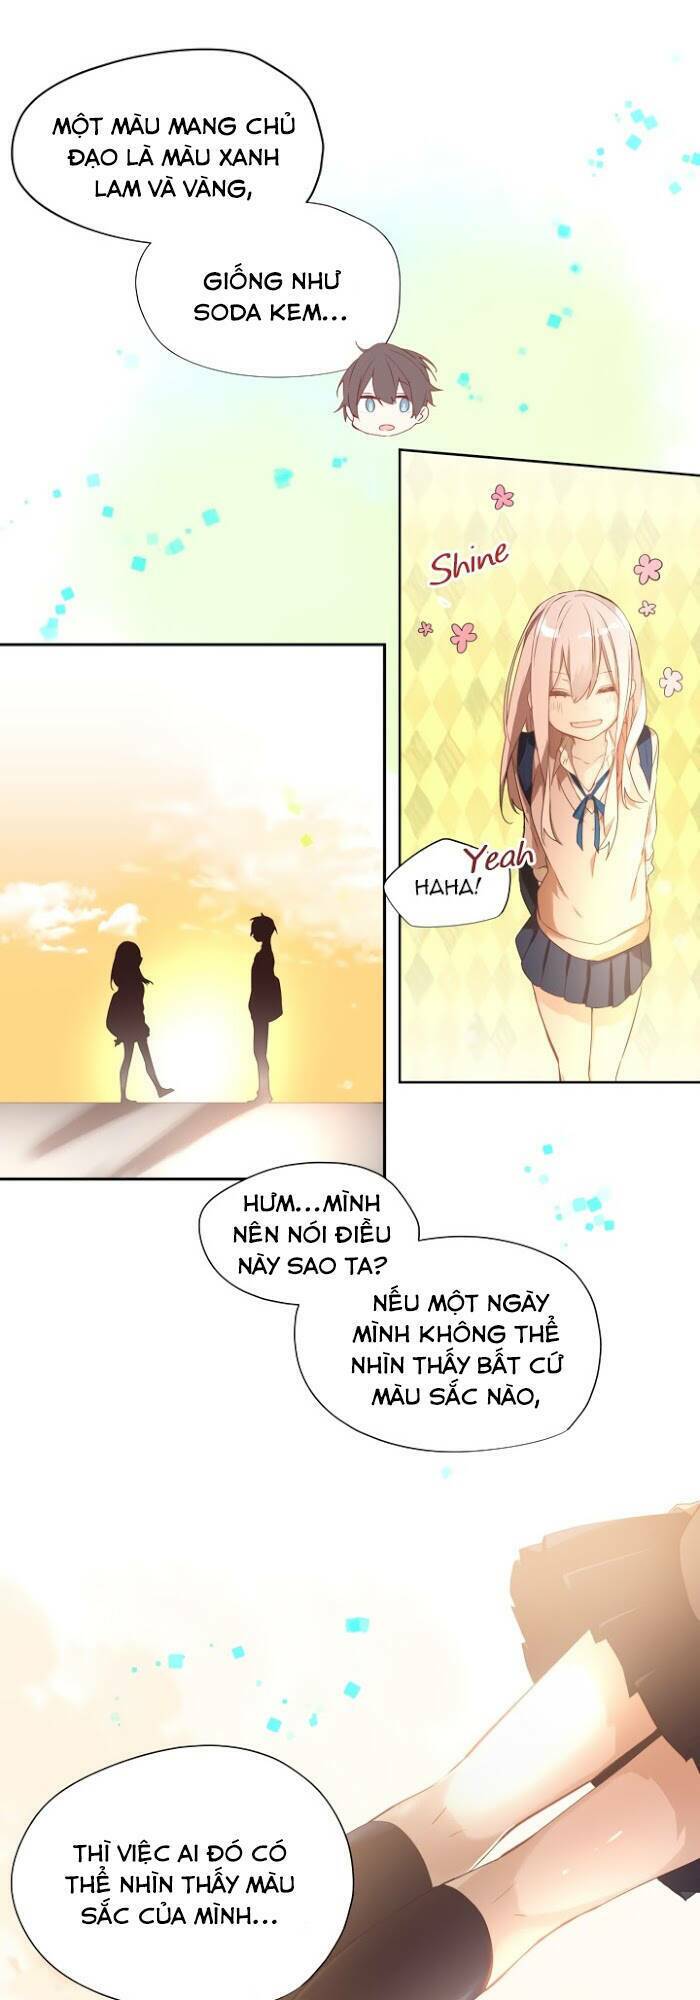 MỘT MÀU MANG CHỦ
ĐẠO LÀ MÀU XANH
LAM VÀ VÀNG,
GIỐNG NHƯ
SODA KEM...
Shine
Yeah
HAHA!
HƯM...MÌNH
NÊN NÓI ĐIỀU
NÀY SAO TA?
NẾU MỘT NGÀY
MÌNH KHÔNG THỂ
NHÌN THẤY BẤT CỨ
MÀU SẮC NÀO,
THÌ VIỆC AI ĐÓ CÓ
THỂ NHÌN THẤY MÀU
SẮC CỦA MÌNH...